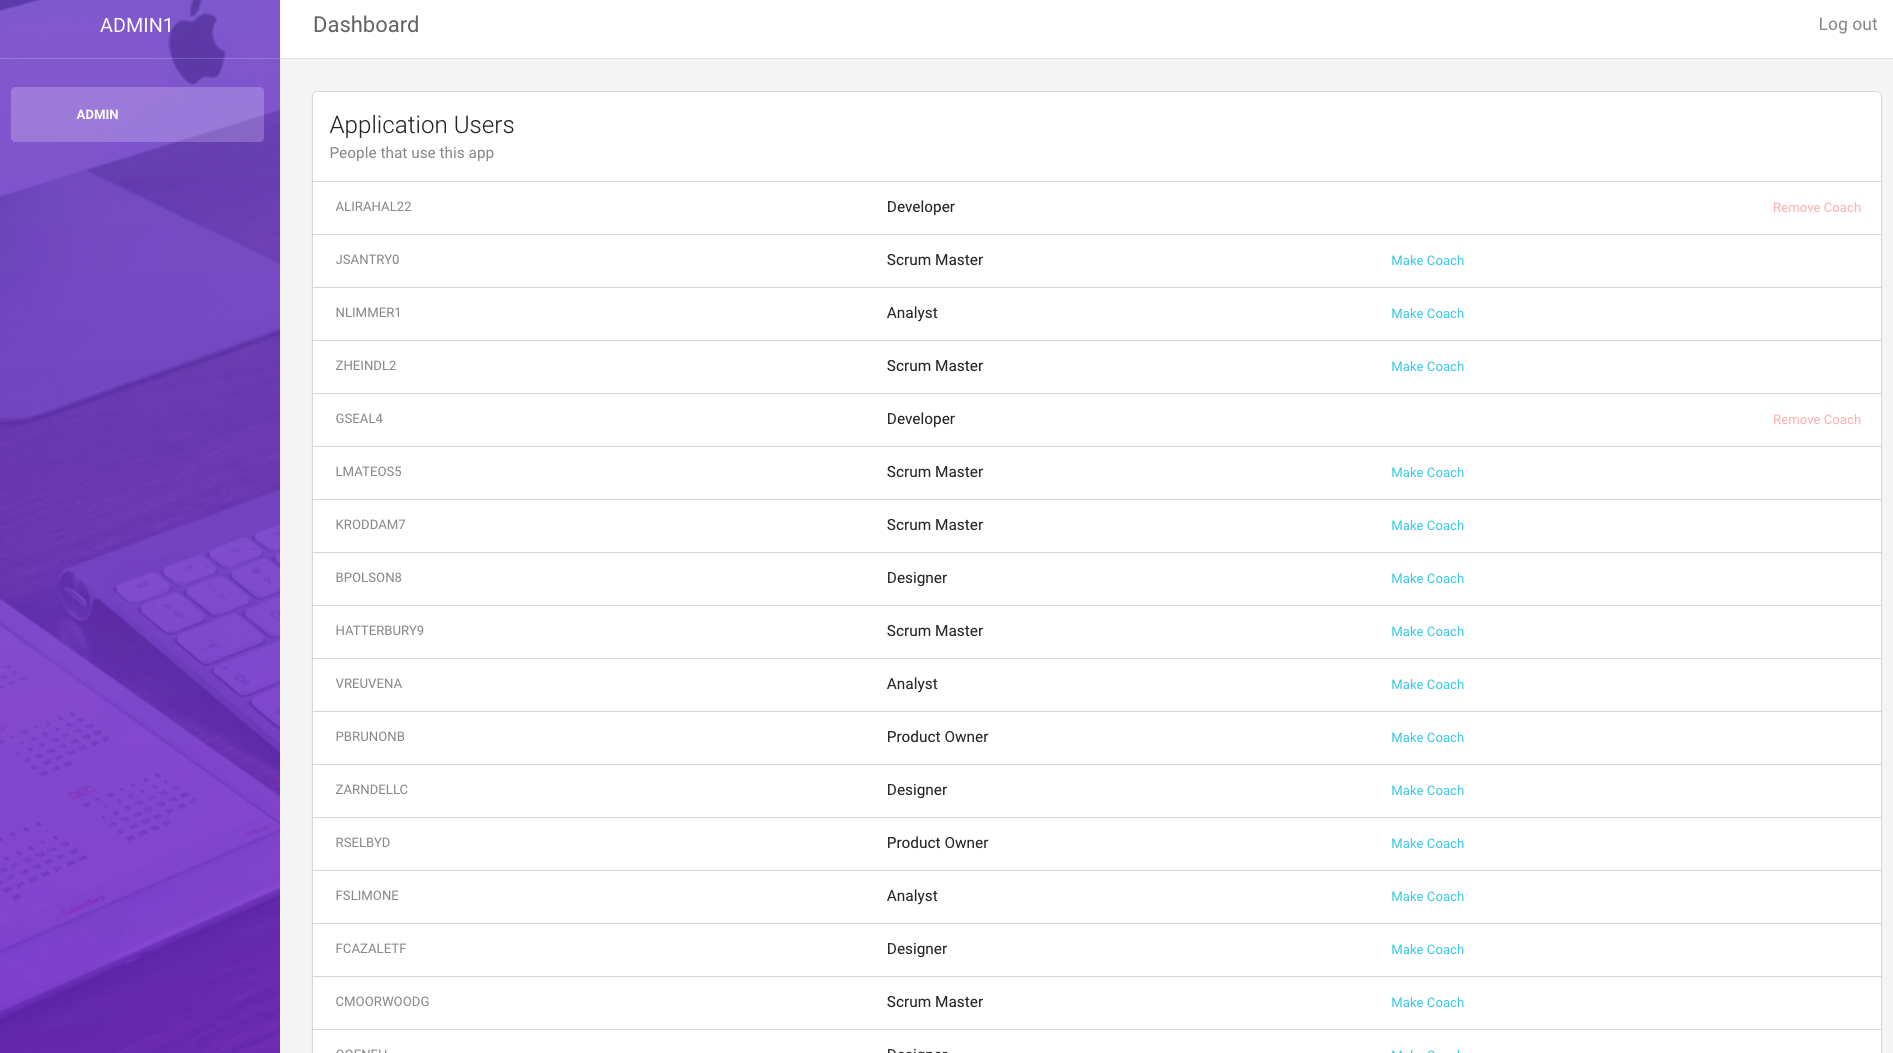 ADMIN1
Dashboard
Log out
ADMIN
Application Users
People that use this app
ALIRAHAL22 Developer Remove Coach
JSANTRY0 Scrum Master Make Coach
NLIMMER1 Analyst Make Coach
ZHEINDL2 Scrum Master Make Coach
GSEAL4 Developer Remove Coach
LMATEOS5 Scrum Master Make Coach
KRODDAM7 Scrum Master Make Coach
BPOLSON8 Designer Make Coach
HATTERBURY9 Scrum Master Make Coach
VREUVENA Analyst Make Coach
PBRUNONB Product Owner Make Coach
ZARNDELLC Designer Make Coach
RSELBYD Product Owner Make Coach
FSLIMONE Analyst Make Coach
FCAZALETF Designer Make Coach
CMOORWOODG Scrum Master Make Coach
Designer Make Coach
DEC